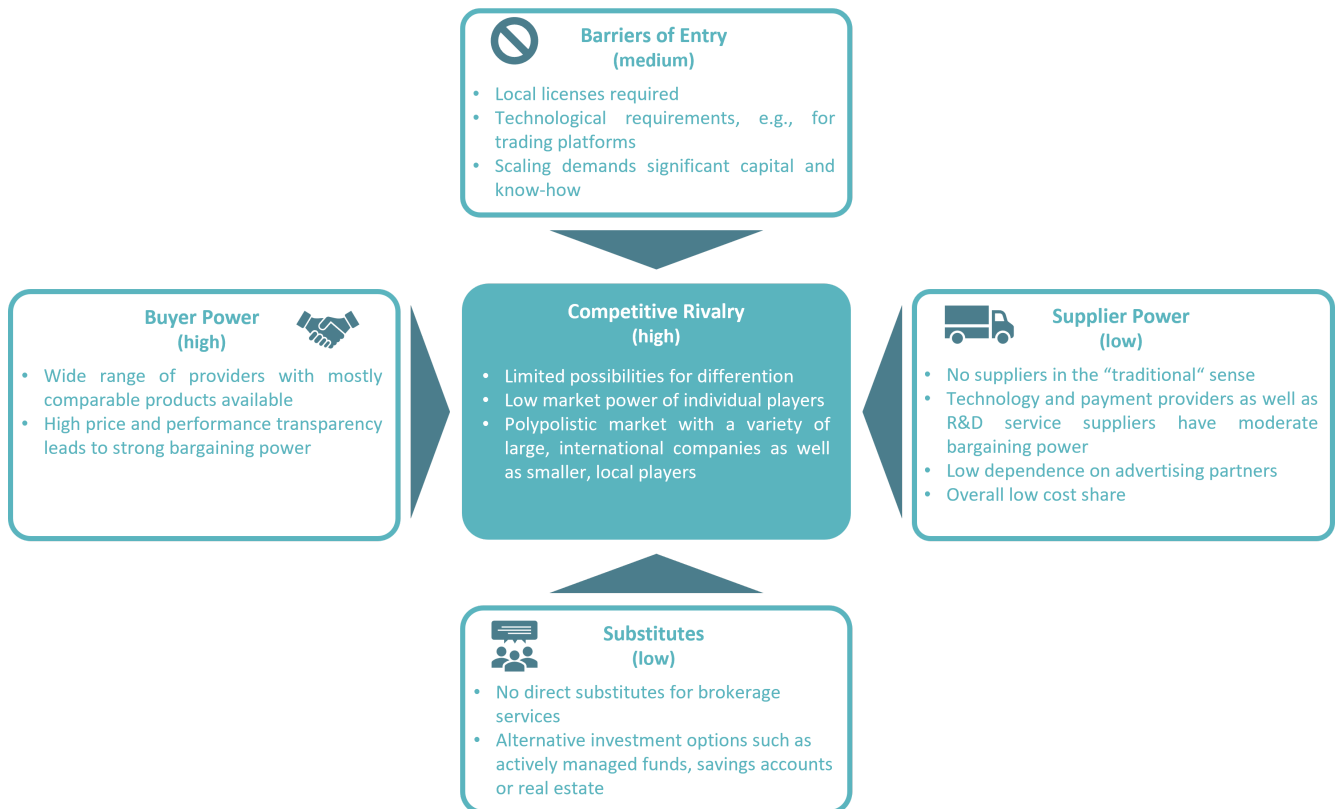 Barriers of Entry
(medium)
• Local licenses required
• Technological requirements, e.g., for
trading platforms
• Scaling demands significant capital and
know-how
Buyer Power
(high)
• Wide range of providers with mostly
comparable products available
• High price and performance transparency
leads to strong bargaining power
Competitive Rivalry
(high)
• Limited possibilities for differention
• Low market power of individual players
• Polypolistic market with a variety of
large, international companies as well
as smaller, local players
Supplier Power
(low)
• No suppliers in the “traditional“ sense
• Technology and payment providers as well as
R&D service suppliers have moderate
bargaining power
• Low dependence on advertising partners
• Overall low cost share
Substitutes
(low)
• No direct substitutes for brokerage
services
• Alternative investment options such as
actively managed funds, savings accounts
or real estate